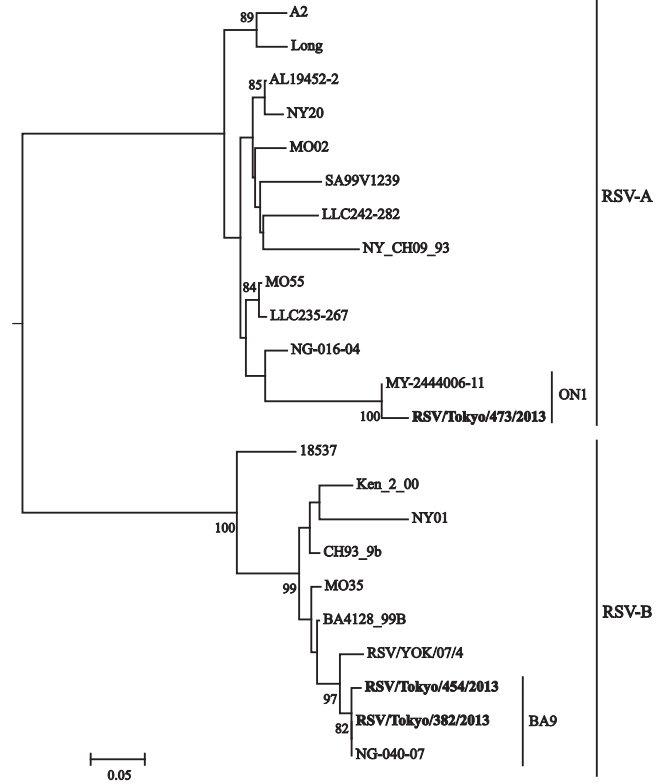 89
A2
Long
85
AL19452-2
NY20
MO02
SA99V1239
RSV-A
LLC242-282
NY_CH09_93
84
MO55
LLC235-267
NG-016-04
MY-2444006-11
ON1
100
RSV/Tokyo/473/2013
18537
Ken_2_00
NY01
100
CH93_9b
99
MO35
RSV-B
BA4128_99B
RSV/YOK/07/4
RSV/Tokyo/454/2013
97
RSV/Tokyo/382/2013
BA9
82
NG-040-07
0.05